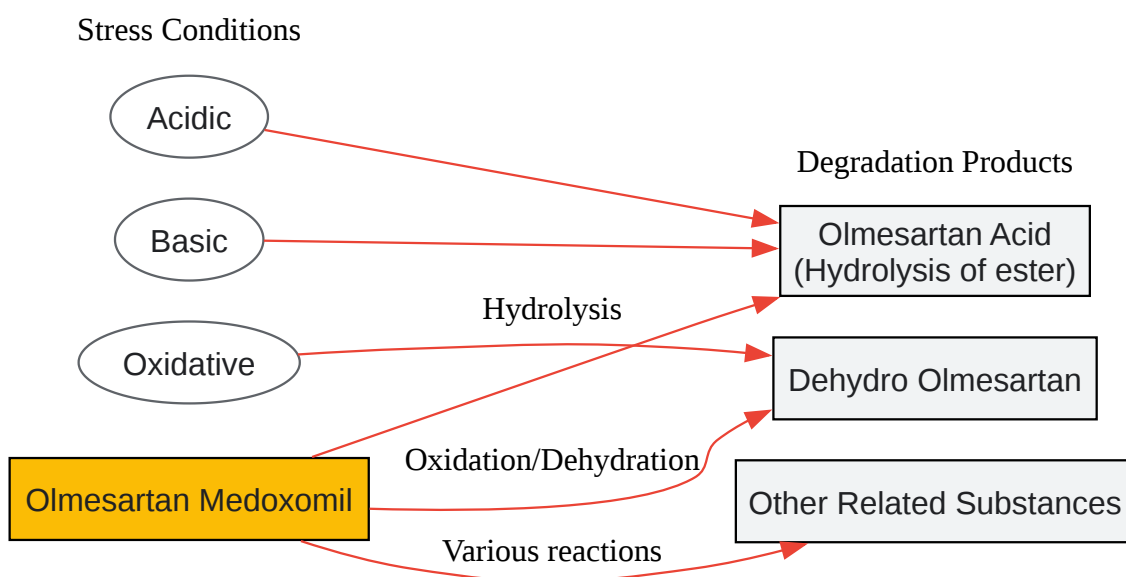 Stress Conditions
Acidic
Degradation Products
Basic
Olmesartan Acid
(Hydrolysis of ester)
Hydrolysis
Oxidative
Dehydro Olmesartan
Oxidation/Dehydration
Olmesartan Medoxomil
Other Related Substances
Various reactions